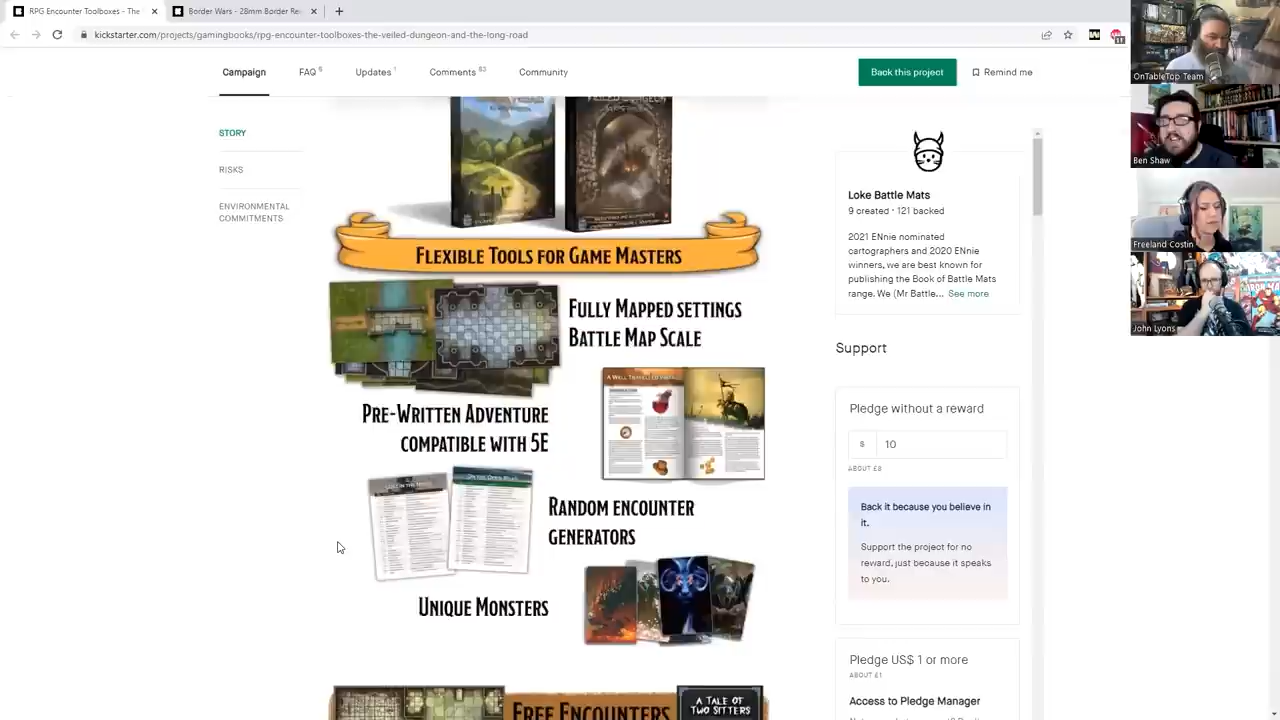 RPG Encounter Toolboxes - The
Border Wars - 28mm Border Re
kickstarter.com/projects/gamingbooks/rpg-encounter-toolboxes-the-veiled-dungeon-and-the-long-road
Campaign
FAQ 6
Updates 1
Comments 83
Community
Back this project
Remind me
STORY
RISKS
ENVIRONMENTAL
COMMITMENTS
FLEXIBLE TOOLS FOR GAME MASTERS
FULLY MAPPED SETTINGS
BATTLE MAP SCALE
PRE-WRITTEN ADVENTURE
COMPATIBLE WITH 5E
A WELL TRAVELLED PATH
RANDOM ENCOUNTER
GENERATORS
UNIQUE MONSTERS
FREE ENCOUNTERS
A TALE OF
TWO SITTERS
Loke Battle Mats
9 created · 121 backed
2021 ENnie nominated
cartographers and 2020 ENnie
winners, we are best known for
publishing the Book of Battle Mats
range. We (Mr Battle... See more
Support
Pledge without a reward
$ 10
ABOUT £8
Back it because you believe in
it.
Support the project for no
reward, just because it speaks
to you.
Pledge US$ 1 or more
ABOUT £1
Access to Pledge Manager
OnTableTop Team
Ben Shaw
Freeland Costin
John Lyons